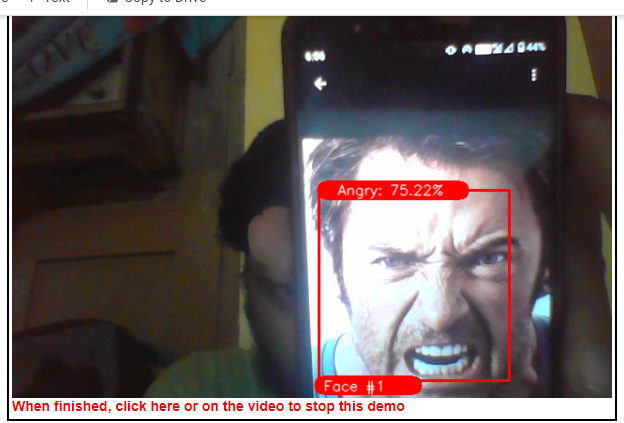 Text
Copy to Drive
LOVE
6:06
44%
Angry: 75.22%
Face #1
When finished, click here or on the video to stop this demo